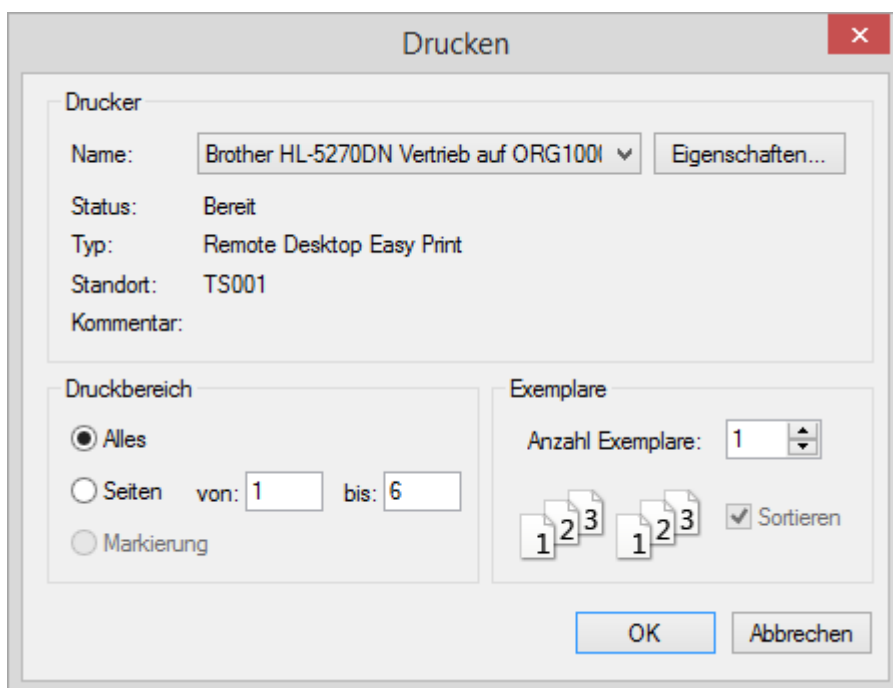 Drucken
Drucker
Name: Brother HL-5270DN Vertrieb auf Eigenschaften...
Status: Bereit
Typ: Remote Desktop Easy Print
Standort: TS001
Kommentar:
Druckbereich
Alles
Seiten von: 1 bis: 6
Markierung
Exemplare
Anzahl Exemplare: 1
1 2 3 1 2 3 Sortieren
OK Abbrechen